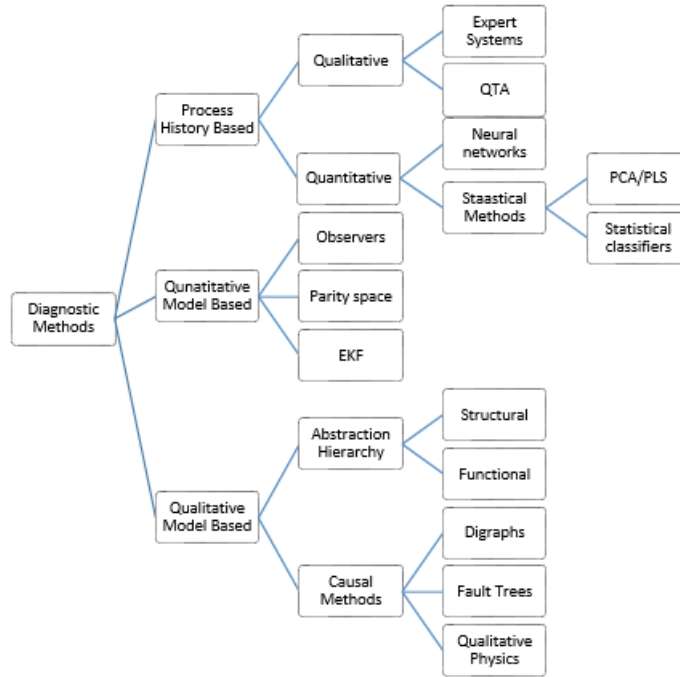 Expert
Systems
Qualitative
QTA
Process
History Based
Neural
networks
Quantitative
PCA/PLS
Staastical
Methods
Statistical
classifiers
Observers
Qunatitative
Model Based
Parity space
Diagnostic
Methods
EKF
Structural
Abstraction
Hierarchy
Functional
Qualitative
Model Based
Digraphs
Causal
Methods
Fault Trees
Qualitative
Physics